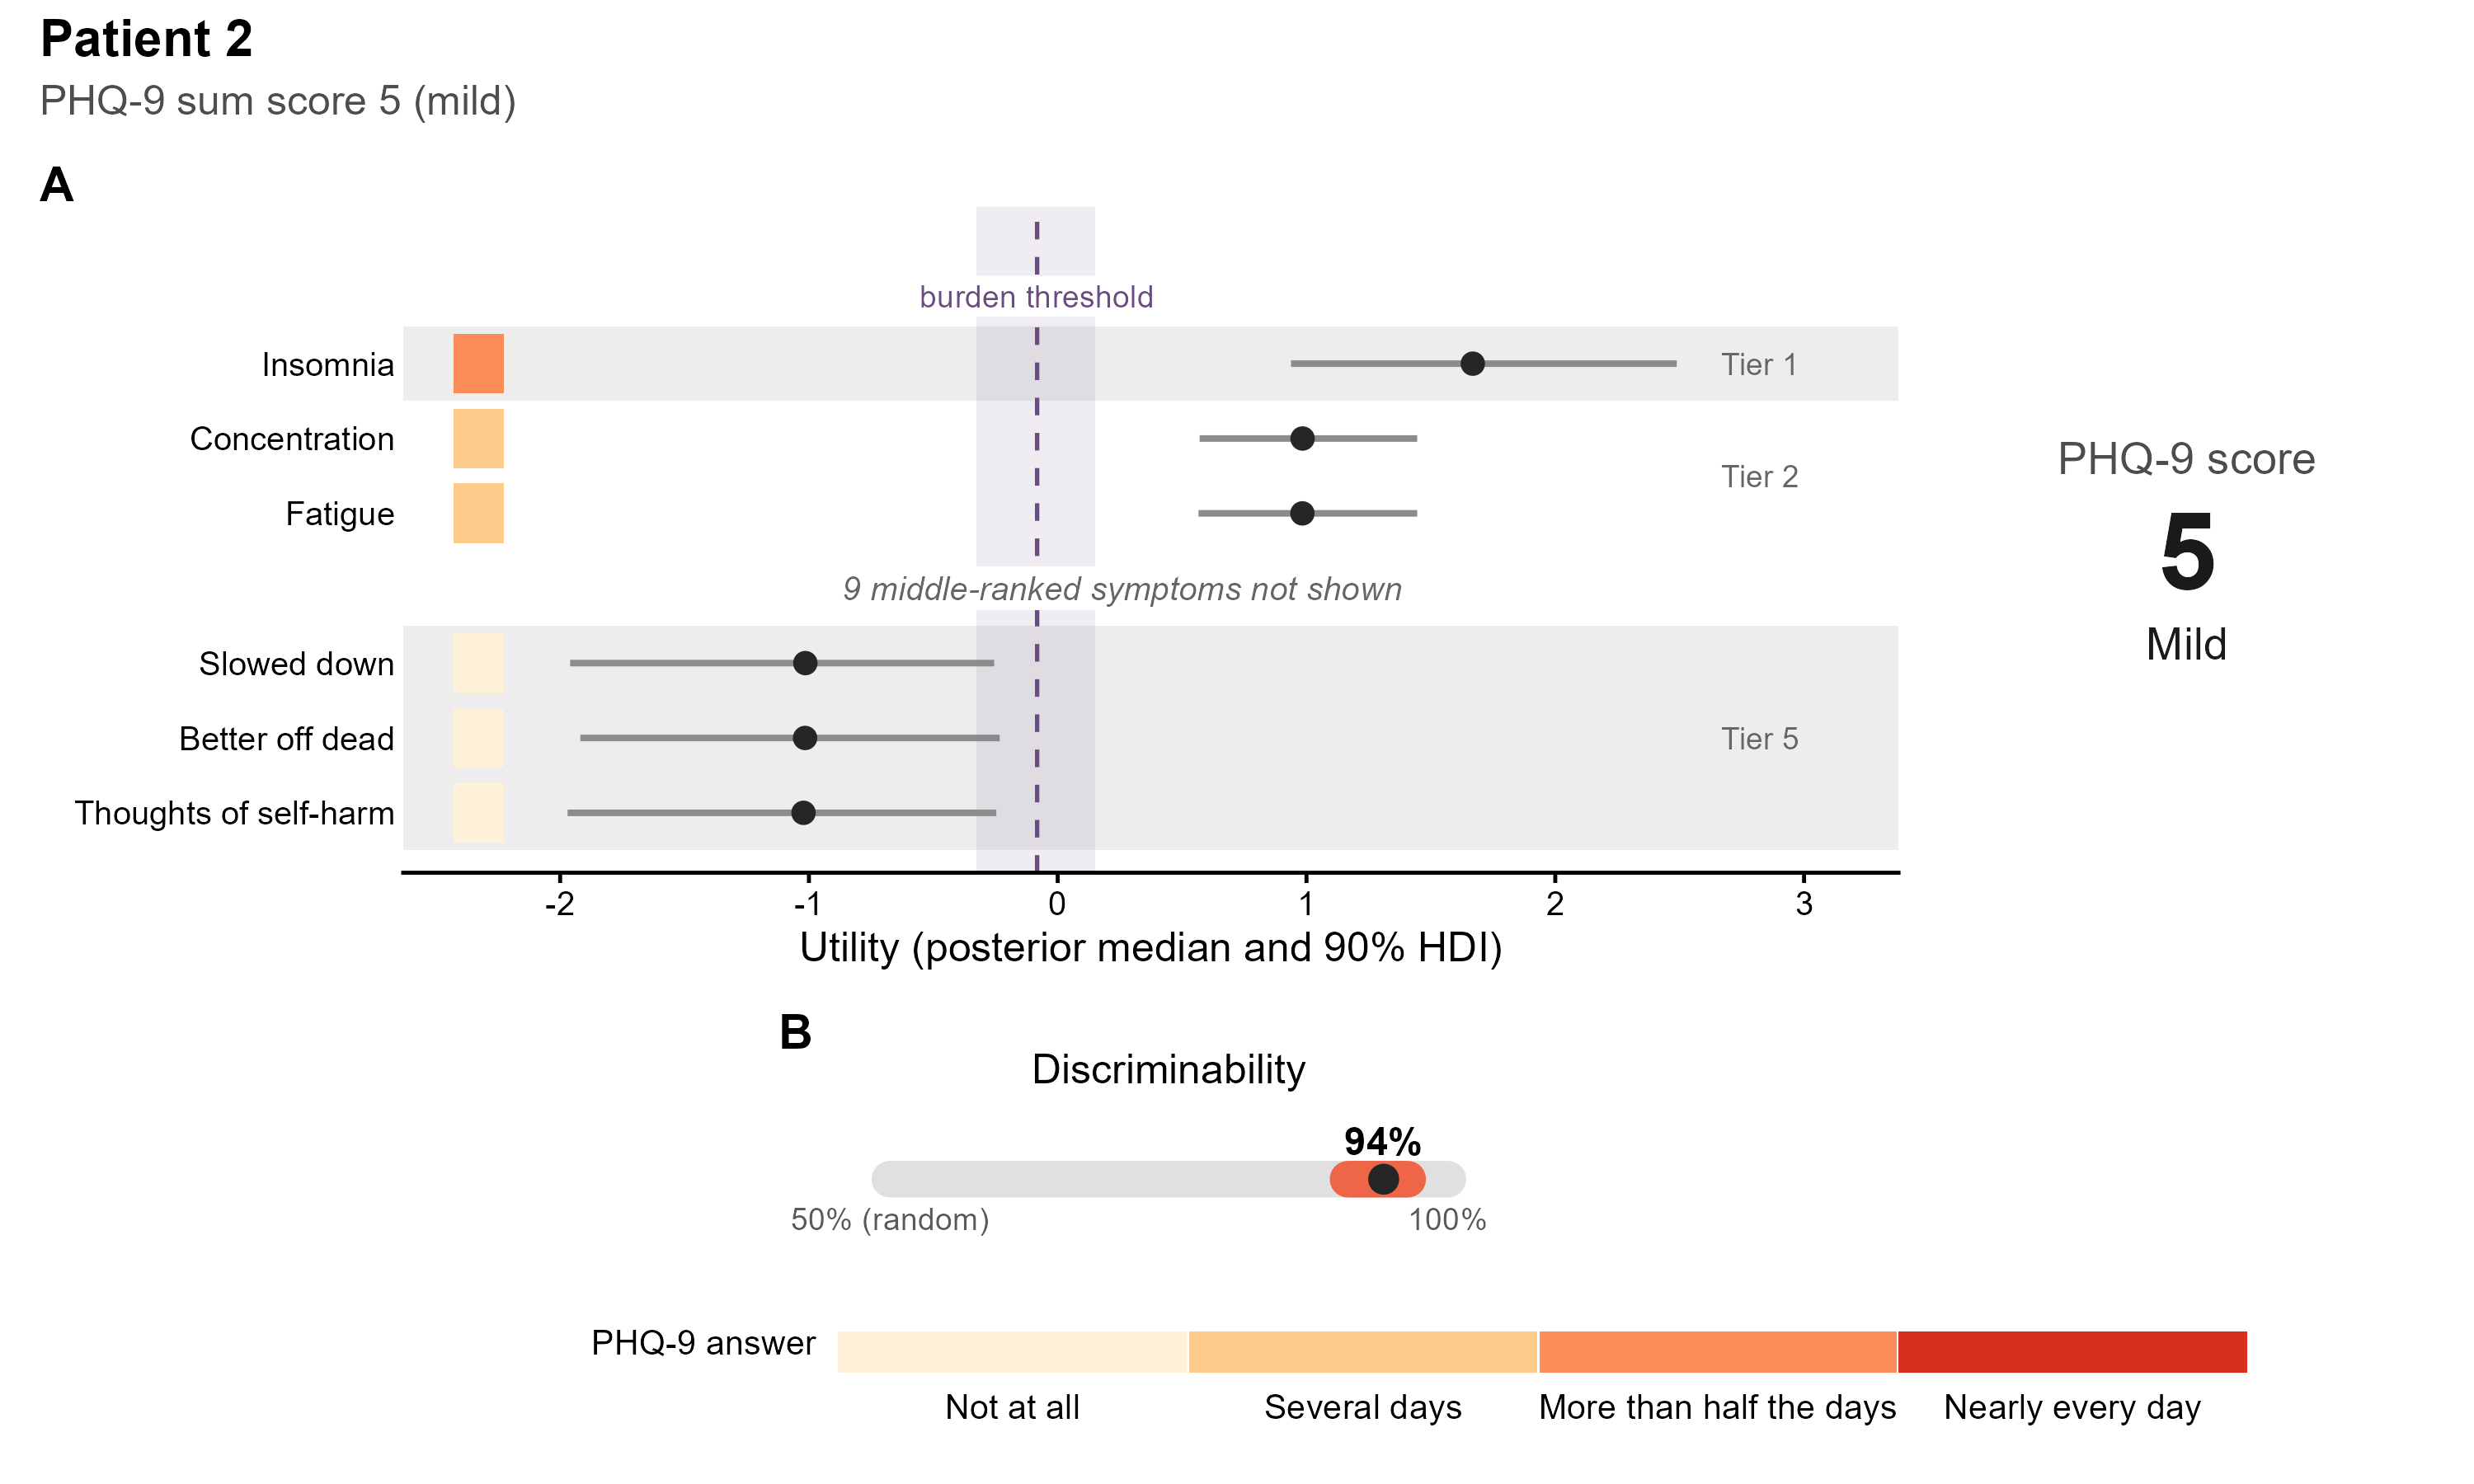 Patient 2
PHQ-9 sum score 5 (mild)
A
burden threshold
Insomnia
Tier 1
Concentration
Tier 2
Fatigue
9 middle-ranked symptoms not shown
Slowed down
Better off dead
Tier 5
Thoughts of self-harm
-2 -1 0 1 2 3
Utility (posterior median and 90% HDI)
PHQ-9 score
5
Mild
B
Discriminability
94%
50% (random) 100%
PHQ-9 answer
Not at all Several days More than half the days Nearly every day